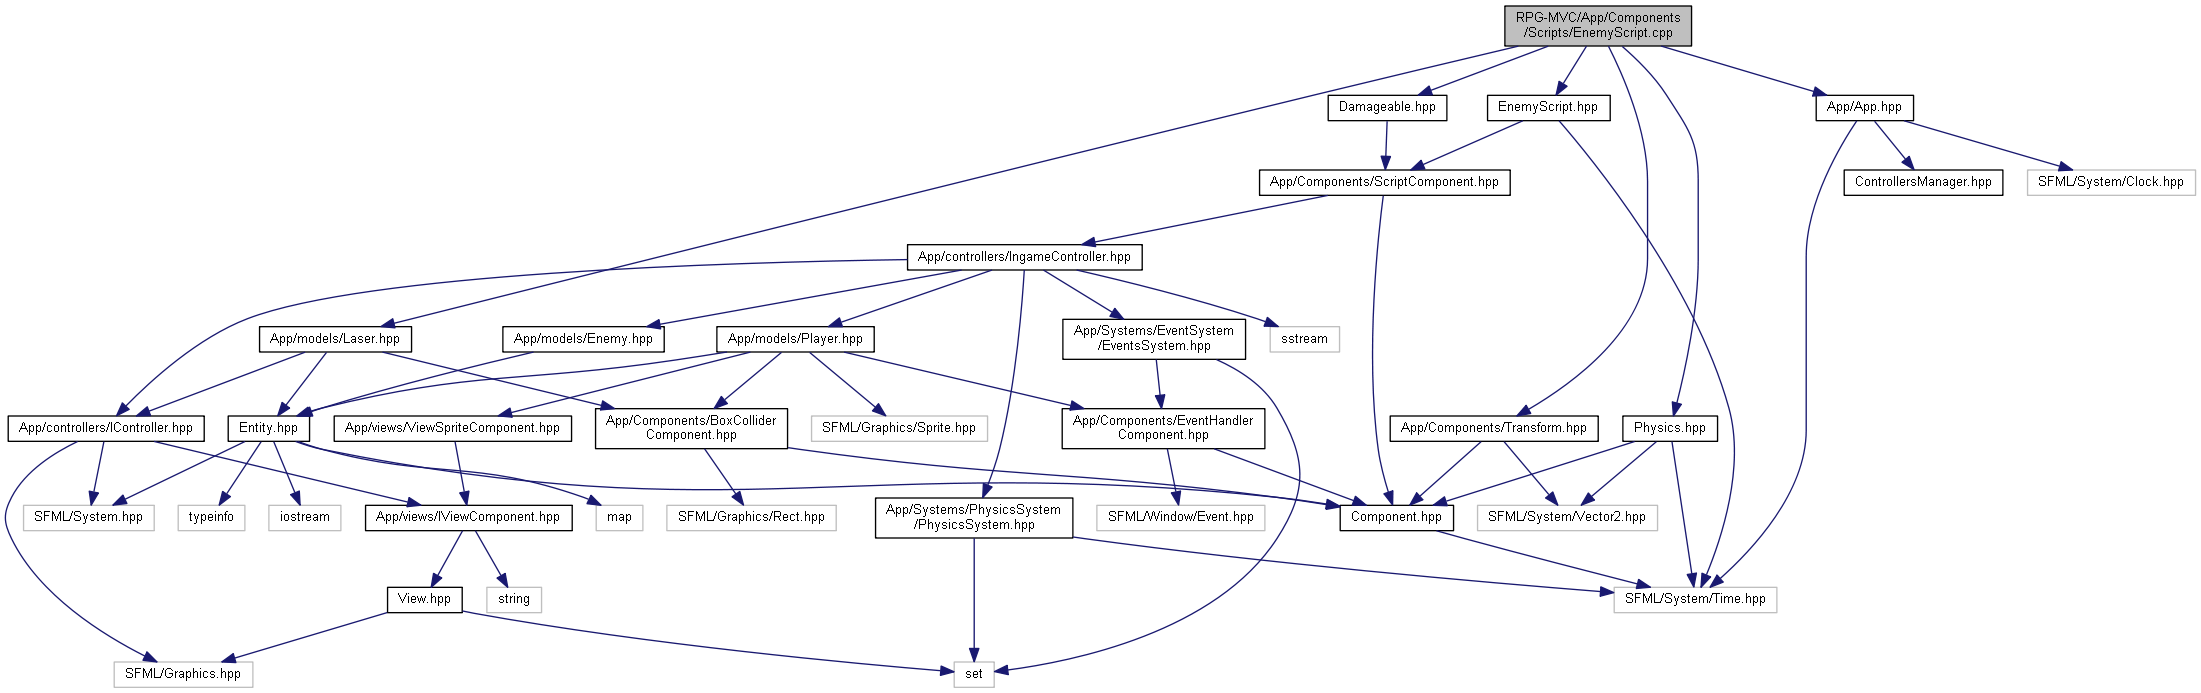 RPG-MVC/App/Components
/Scripts/EnemyScript.cpp
Damageable.hpp
EnemyScript.hpp
App/App.hpp
App/Components/ScriptComponent.hpp
ControllersManager.hpp
SFML/System/Clock.hpp
App/controllers/IngameController.hpp
App/models/Laser.hpp
App/models/Enemy.hpp
App/models/Player.hpp
App/Systems/EventSystem
/EventsSystem.hpp
sstream
App/controllers/IController.hpp
Entity.hpp
App/views/ViewSpriteComponent.hpp
App/Components/BoxCollider
Component.hpp
SFML/Graphics/Sprite.hpp
App/Components/EventHandler
Component.hpp
App/Components/Transform.hpp
Physics.hpp
SFML/System.hpp
typeinfo
iostream
App/views/IViewComponent.hpp
map
SFML/Graphics/Rect.hpp
App/Systems/PhysicsSystem
/PhysicsSystem.hpp
SFML/Window/Event.hpp
Component.hpp
SFML/System/Vector2.hpp
View.hpp
string
SFML/System/Time.hpp
SFML/Graphics.hpp
set